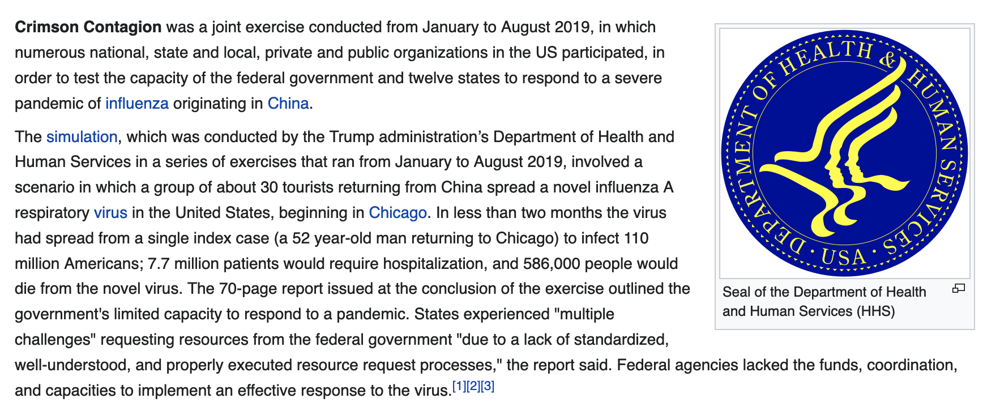 Crimson Contagion was a joint exercise conducted from January to August 2019, in which
numerous national, state and local, private and public organizations in the US participated, in
order to test the capacity of the federal government and twelve states to respond to a severe
pandemic of influenza originating in China.
The simulation, which was conducted by the Trump administration’s Department of Health and
Human Services in a series of exercises that ran from January to August 2019, involved a
scenario in which a group of about 30 tourists returning from China spread a novel influenza A
respiratory virus in the United States, beginning in Chicago. In less than two months the virus
had spread from a single index case (a 52 year-old man returning to Chicago) to infect 110
million Americans; 7.7 million patients would require hospitalization, and 586,000 people would
die from the novel virus. The 70-page report issued at the conclusion of the exercise outlined the
government's limited capacity to respond to a pandemic. States experienced "multiple
challenges" requesting resources from the federal government "due to a lack of standardized,
well-understood, and properly executed resource request processes," the report said. Federal agencies lacked the funds, coordination,
and capacities to implement an effective response to the virus.[1][2][3]
DEPARTMENT OF HEALTH & HUMAN SERVICES
· USA ·
Seal of the Department of Health
and Human Services (HHS)